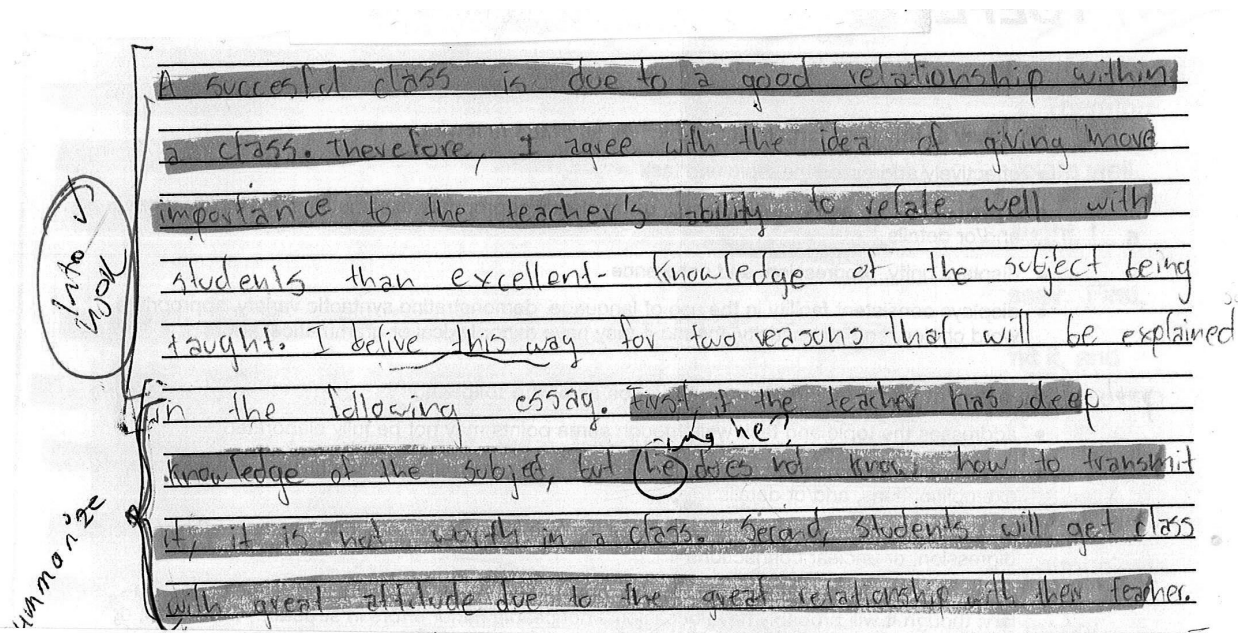 A succesful class is due to a good relationship within
a class. Therefore, I agree with the idea of giving more
importance to the teacher's ability to relate well with
students than excellent knowledge of the subject being
taught. I belive this way for two reasons that will be explained
in the following essay. First, if the teacher has deep
he?
knowledge of the subject, but he does not know how to transmit
it, it is not worth in a class. Second, students will get class
with great attitude due to the great relationship with their teacher.
Intro
hook